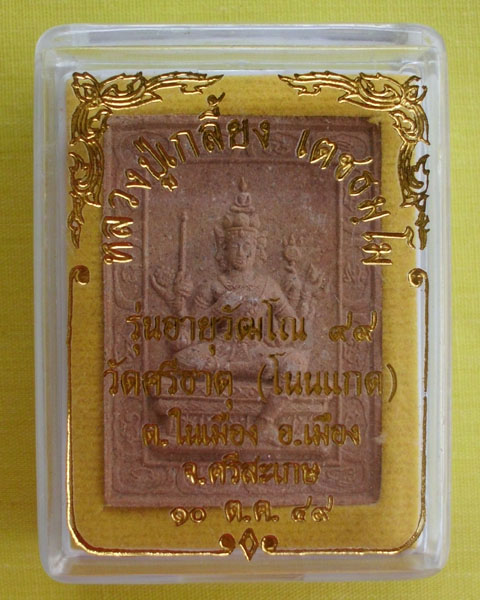 หลวงปู่เกลี้ยง เตชธมฺโม
รุ่นอายุวัฒโณ ๙๙
วัดศรีธาตุ (โนนแกด)
ต.ในเมือง อ.เมือง
จ.ศรีสะเกษ
๑๐ ต.ค. ๔๙